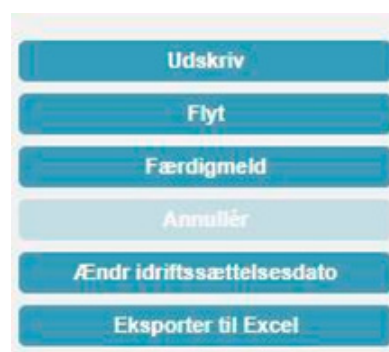 Udskriv
Flyt
Færdigmeld
Annullér
Ændr idriftssættelsesdato
Eksporter til Excel